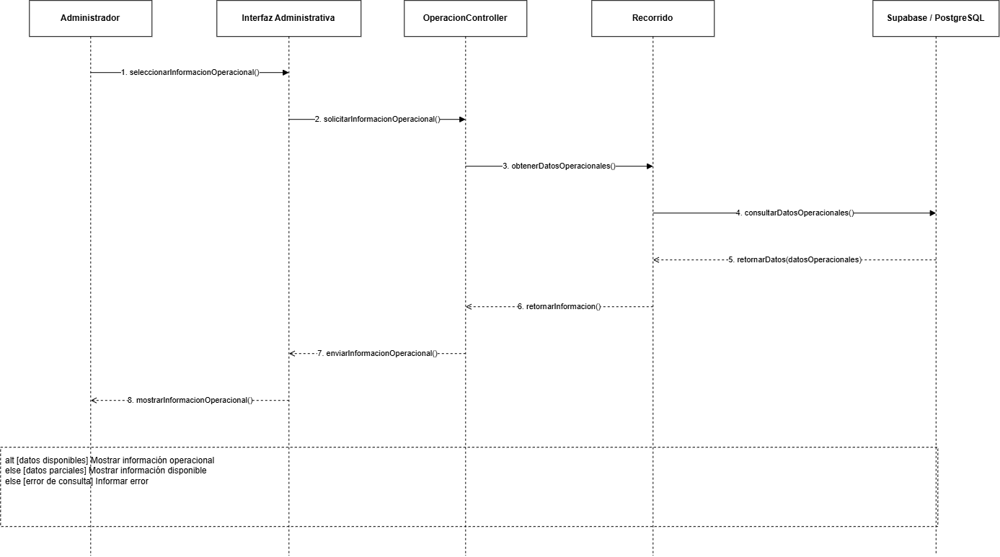 Administrador
Interfaz Administrativa
OperacionController
Recorrido
Supabase / PostgreSQL
1. seleccionarInformacionOperacional()
2. solicitarInformacionOperacional()
3. obtenerDatosOperacionales()
4. consultarDatosOperacionales()
5. retornarDatos(datosOperacionales)
6. retornarInformacion()
7. enviarInformacionOperacional()
8. mostrarInformacionOperacional()
alt [datos disponibles] Mostrar información operacional
else [datos parciales] Mostrar información disponible
else [error de consulta] Informar error